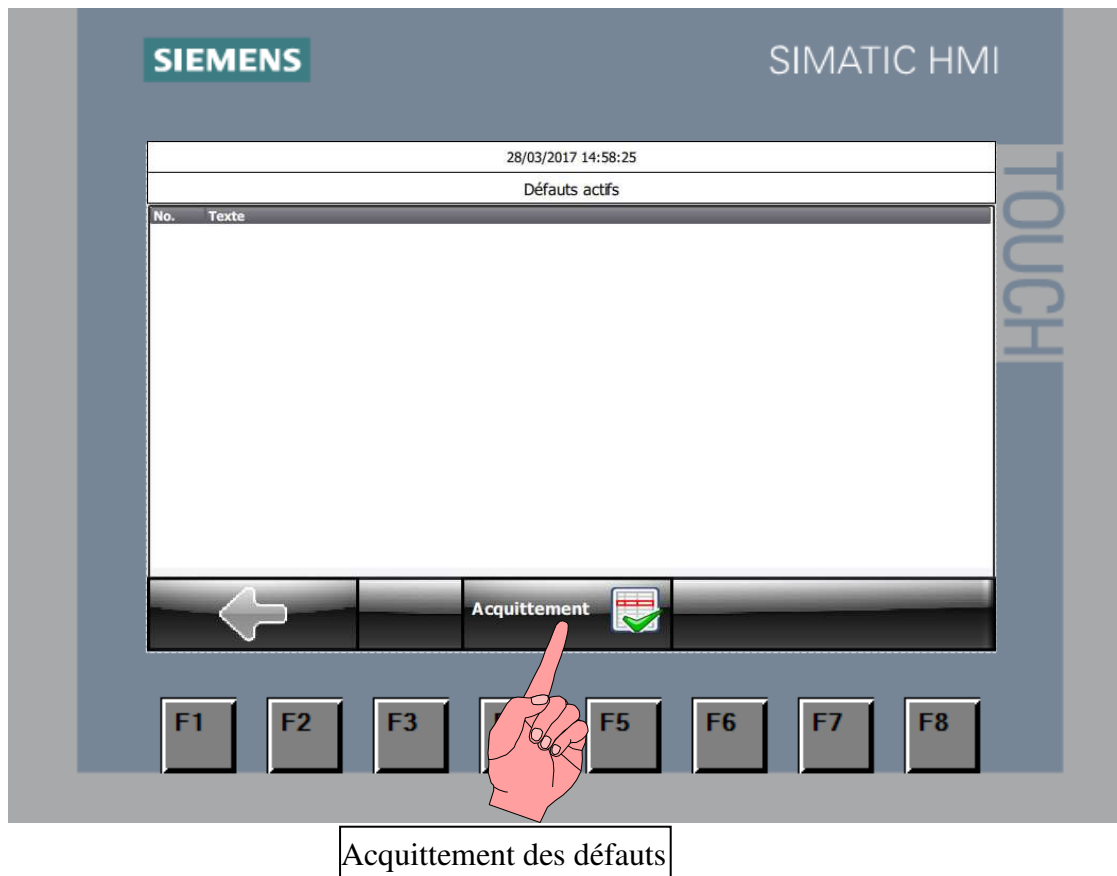 SIEMENS
SIMATIC HMI
TOUCH
28/03/2017 14:58:25
Défauts actifs
No. Texte
Acquittement
F1 F2 F3 F5 F6 F7 F8
Acquittement des défauts